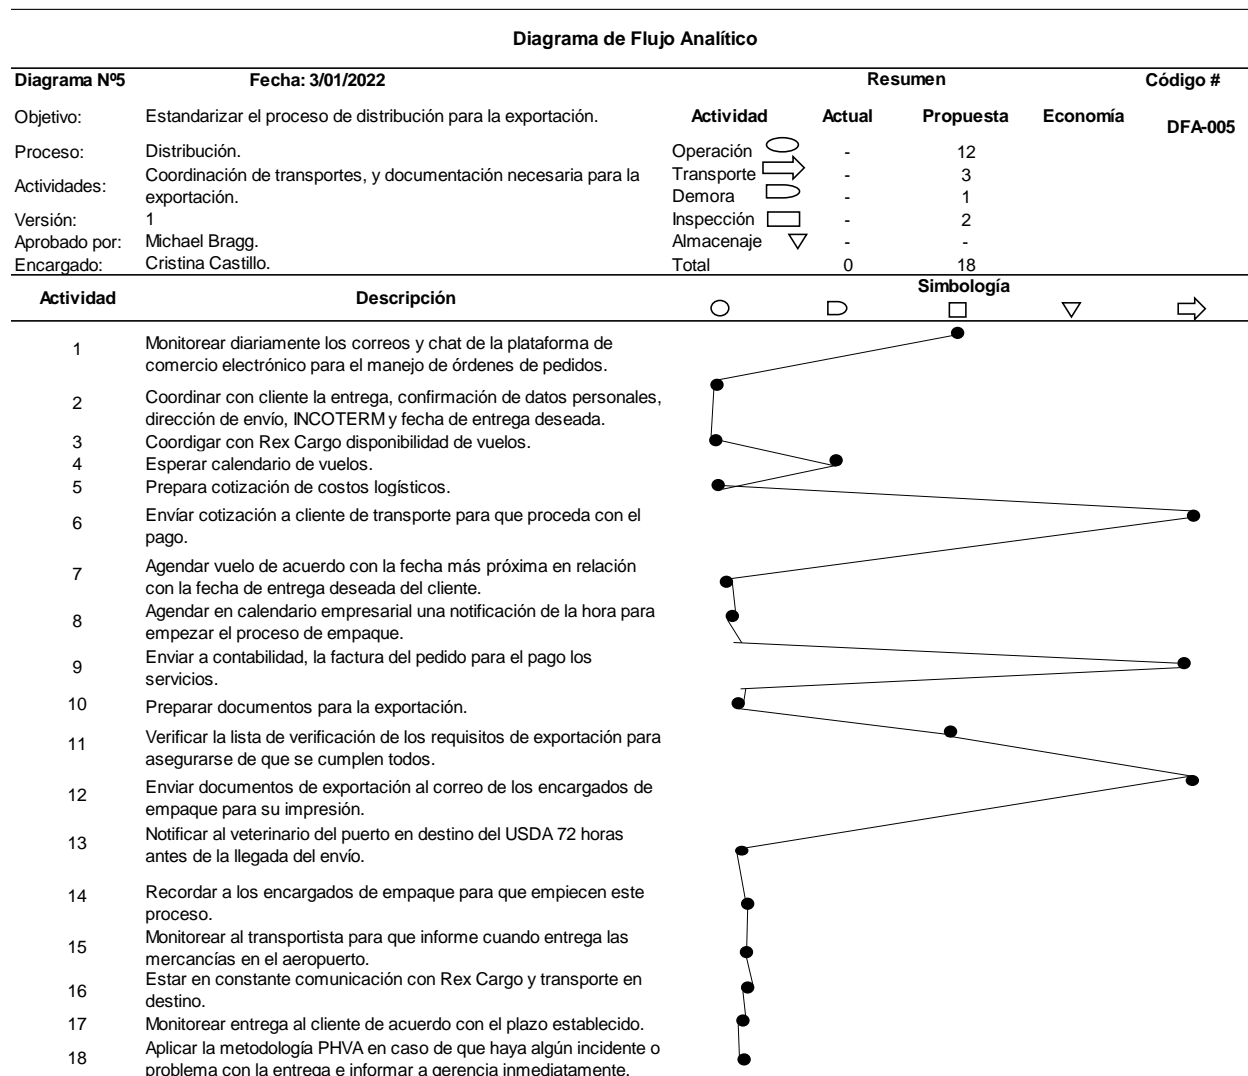 Diagrama de Flujo Analítico
Diagrama Nº5 Fecha: 3/01/2022 Resumen Código #
Objetivo: Estandarizar el proceso de distribución para la exportación. Actividad Actual Propuesta Economía DFA-005
Proceso: Distribución. Operación - 12
Actividades: Coordinación de transportes, y documentación necesaria para la Transporte - 3
exportación. Demora - 1
Versión: 1 Inspección - 2
Aprobado por: Michael Bragg. Almacenaje - -
Encargado: Cristina Castillo. Total 0 18
Actividad Descripción Simbología
1 Monitorear diariamente los correos y chat de la plataforma de
comercio electrónico para el manejo de órdenes de pedidos.
2 Coordinar con cliente la entrega, confirmación de datos personales,
dirección de envío, INCOTERM y fecha de entrega deseada.
3 Coordigar con Rex Cargo disponibilidad de vuelos.
4 Esperar calendario de vuelos.
5 Prepara cotización de costos logísticos.
6 Envíar cotización a cliente de transporte para que proceda con el
pago.
7 Agendar vuelo de acuerdo con la fecha más próxima en relación
con la fecha de entrega deseada del cliente.
8 Agendar en calendario empresarial una notificación de la hora para
empezar el proceso de empaque.
9 Enviar a contabilidad, la factura del pedido para el pago los
servicios.
10 Preparar documentos para la exportación.
11 Verificar la lista de verificación de los requisitos de exportación para
asegurarse de que se cumplen todos.
12 Enviar documentos de exportación al correo de los encargados de
empaque para su impresión.
13 Notificar al veterinario del puerto en destino del USDA 72 horas
antes de la llegada del envío.
14 Recordar a los encargados de empaque para que empiecen este
proceso.
15 Monitorear al transportista para que informe cuando entrega las
mercancías en el aeropuerto.
16 Estar en constante comunicación con Rex Cargo y transporte en
destino.
17 Monitorear entrega al cliente de acuerdo con el plazo establecido.
18 Aplicar la metodología PHVA en caso de que haya algún incidente o
problema con la entrega e informar a gerencia inmediatamente.